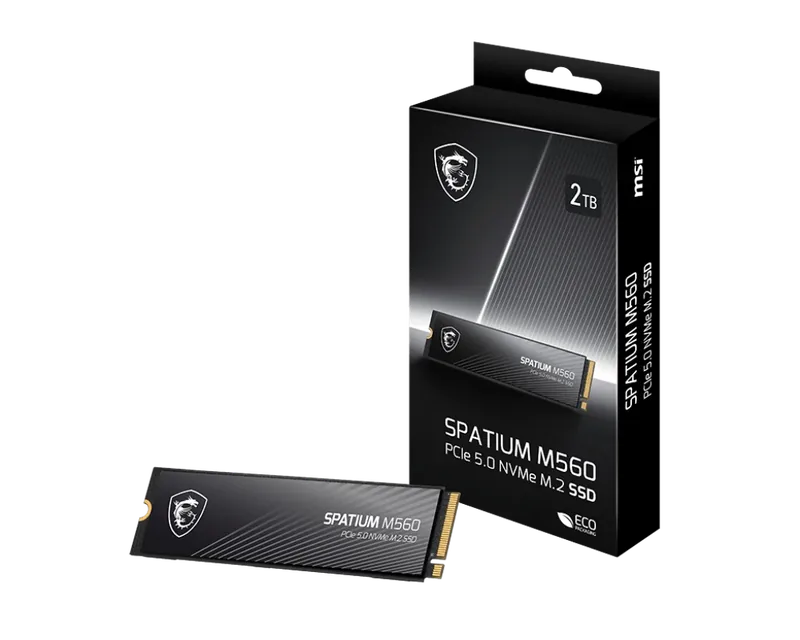 2TB
SPATIUM M560
PCIe 5.0 NVMe M.2 SSD
SPATIUM M560
PCIe 5.0 NVMe M.2 SSD
ECO
PACKAGING
msi
SPATIUM M560
PCIe 5.0 NVMe M.2 SSD
SPATIUM M560
PCIe 5.0 NVMe M.2 SSD